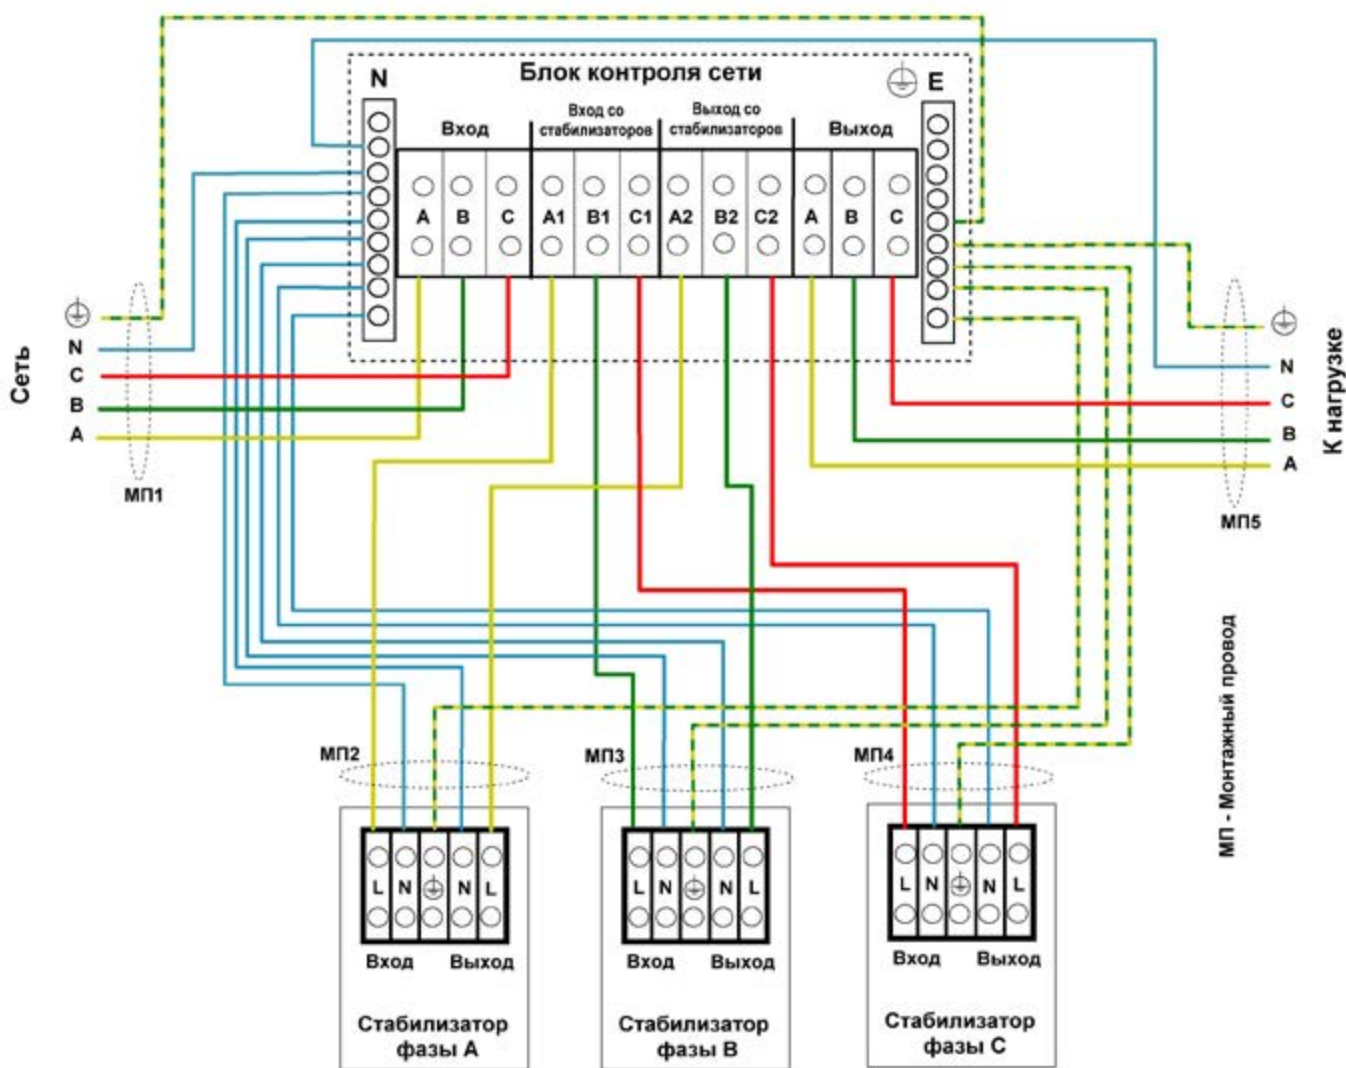 Блок контроля сети
N
E
Вход
Вход со
стабилизаторов
Выход со
стабилизаторов
Выход
A B C A1 B1 C1 A2 B2 C2 A B C
Сеть
N
C
B
A
МП1
К нагрузке
N
C
B
A
МП5
МП - Монтажный провод
МП2
МП3
МП4
L N N L
Вход Выход
Стабилизатор
фазы A
L N N L
Вход Выход
Стабилизатор
фазы B
L N N L
Вход Выход
Стабилизатор
фазы C